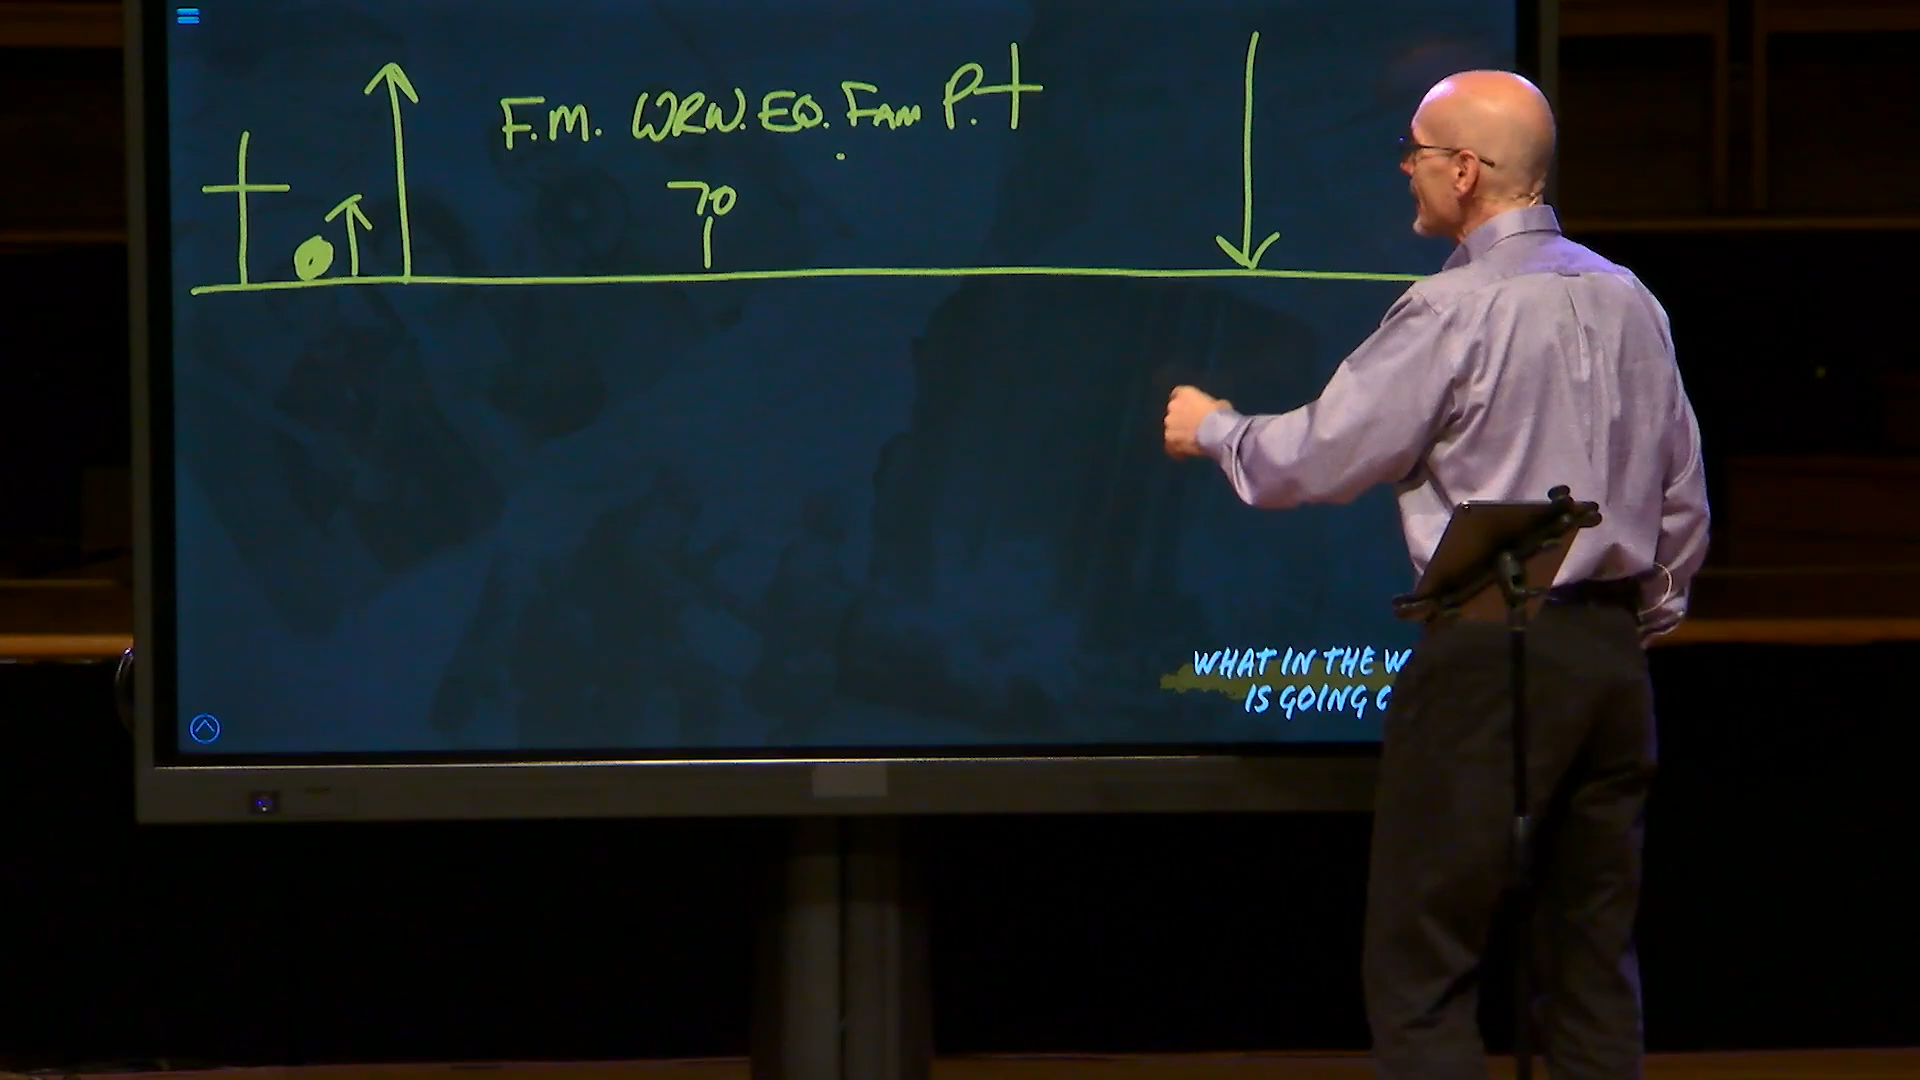 F.M. WRW. EQ. FAM P.
70
WHAT IN THE W
IS GOING